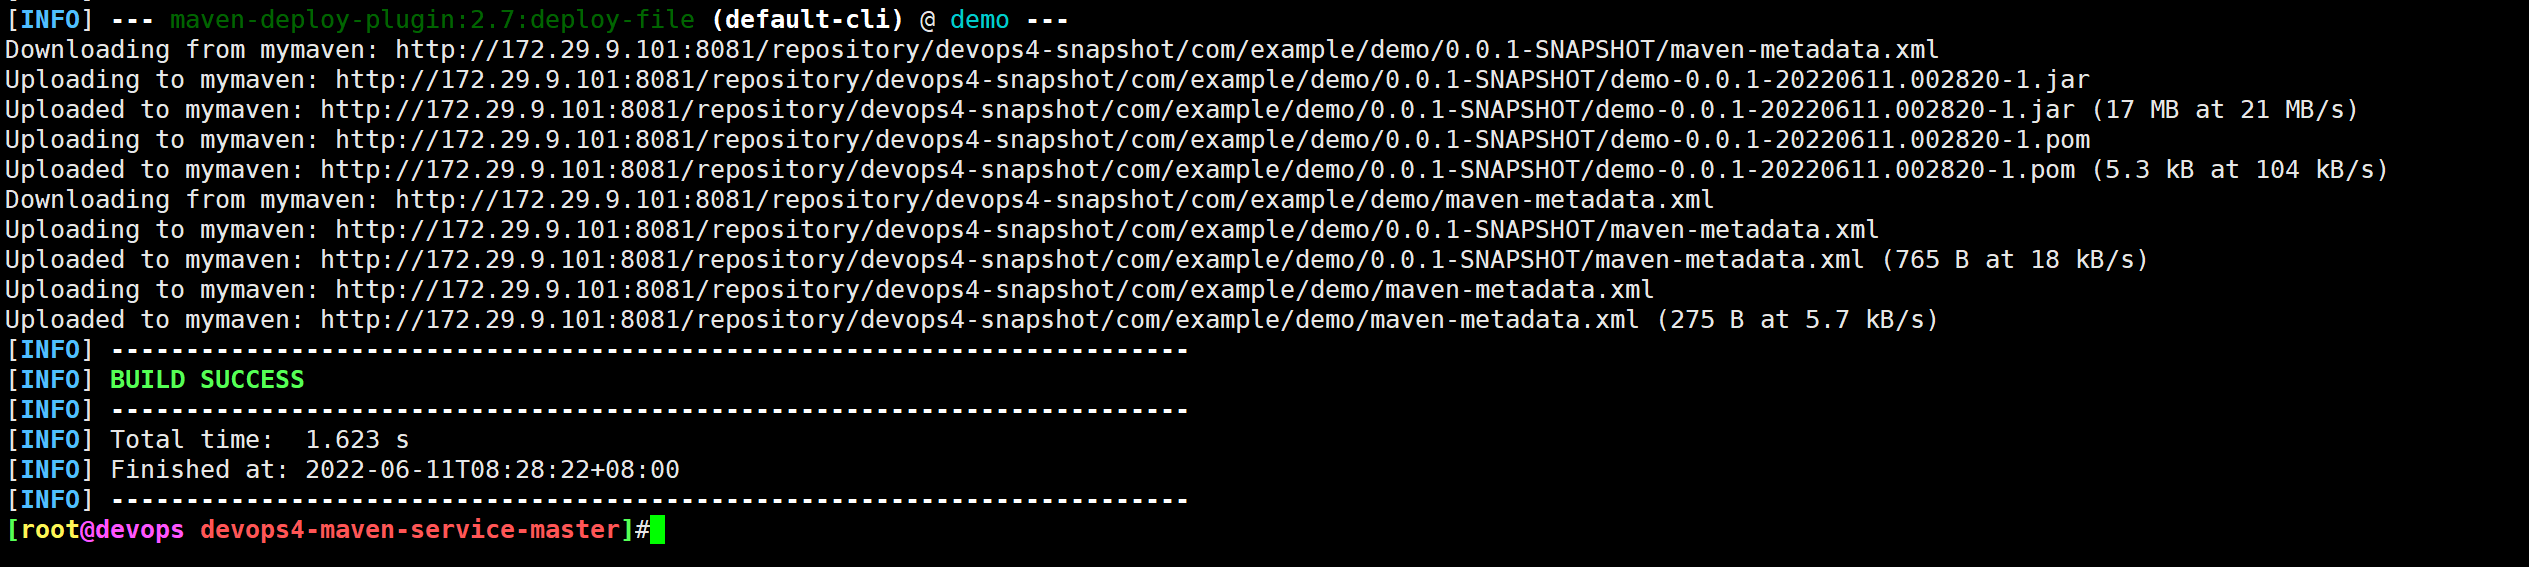 [INFO] --- maven-deploy-plugin:2.7:deploy-file (default-cli) @ demo ---
Downloading from mymaven: http://172.29.9.101:8081/repository/devops4-snapshot/com/example/demo/0.0.1-SNAPSHOT/maven-metadata.xml
Uploading to mymaven: http://172.29.9.101:8081/repository/devops4-snapshot/com/example/demo/0.0.1-SNAPSHOT/demo-0.0.1-20220611.002820-1.jar
Uploaded to mymaven: http://172.29.9.101:8081/repository/devops4-snapshot/com/example/demo/0.0.1-SNAPSHOT/demo-0.0.1-20220611.002820-1.jar (17 MB at 21 MB/s)
Uploading to mymaven: http://172.29.9.101:8081/repository/devops4-snapshot/com/example/demo/0.0.1-SNAPSHOT/demo-0.0.1-20220611.002820-1.pom
Uploaded to mymaven: http://172.29.9.101:8081/repository/devops4-snapshot/com/example/demo/0.0.1-SNAPSHOT/demo-0.0.1-20220611.002820-1.pom (5.3 kB at 104 kB/s)
Downloading from mymaven: http://172.29.9.101:8081/repository/devops4-snapshot/com/example/demo/maven-metadata.xml
Uploading to mymaven: http://172.29.9.101:8081/repository/devops4-snapshot/com/example/demo/0.0.1-SNAPSHOT/maven-metadata.xml
Uploaded to mymaven: http://172.29.9.101:8081/repository/devops4-snapshot/com/example/demo/0.0.1-SNAPSHOT/maven-metadata.xml (765 B at 18 kB/s)
Uploading to mymaven: http://172.29.9.101:8081/repository/devops4-snapshot/com/example/demo/maven-metadata.xml
Uploaded to mymaven: http://172.29.9.101:8081/repository/devops4-snapshot/com/example/demo/maven-metadata.xml (275 B at 5.7 kB/s)
[INFO] ------------------------------------------------------------------------
[INFO] BUILD SUCCESS
[INFO] ------------------------------------------------------------------------
[INFO] Total time:  1.623 s
[INFO] Finished at: 2022-06-11T08:28:22+08:00
[INFO] ------------------------------------------------------------------------
[root@devops devops4-maven-service-master]#